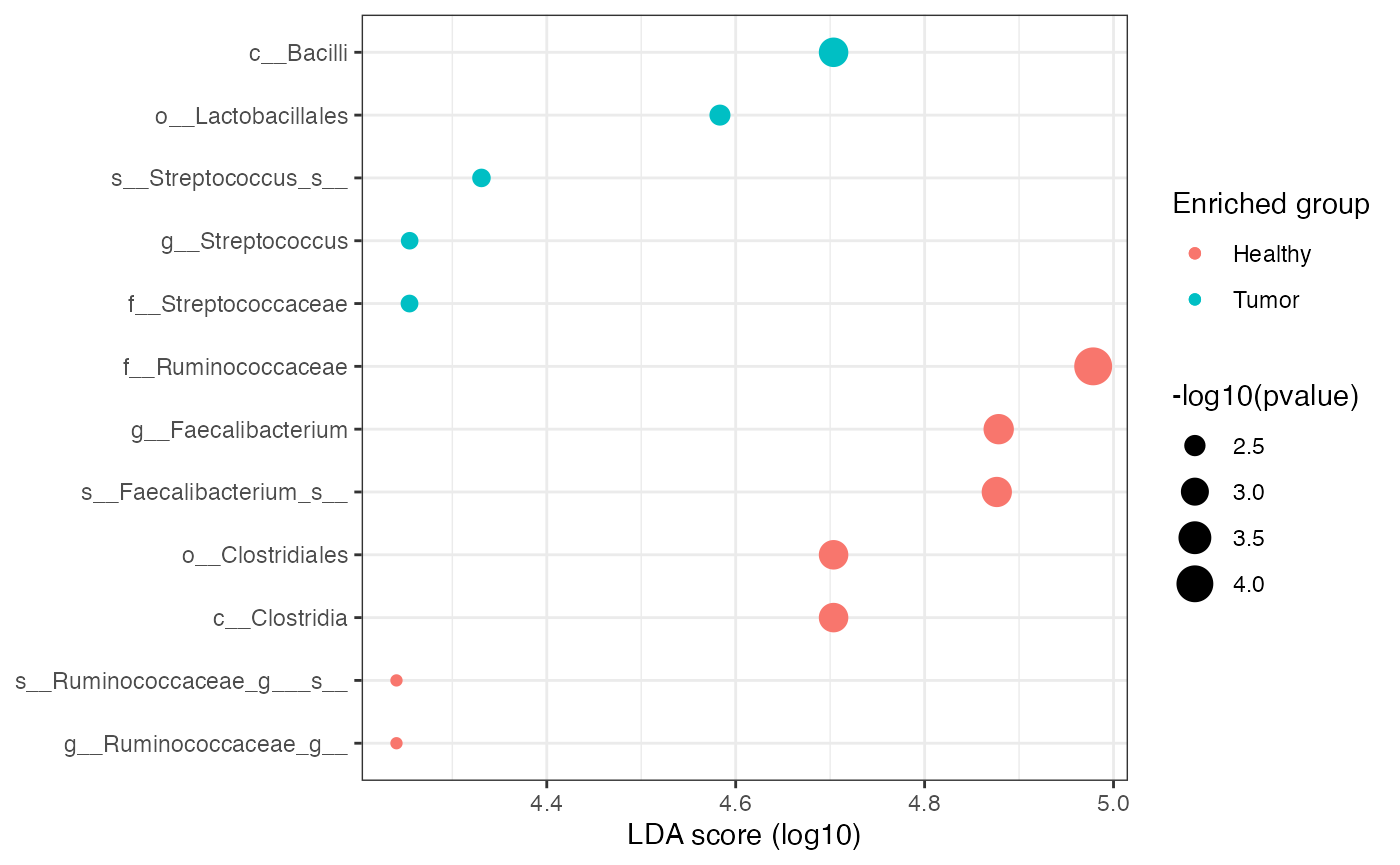 c__Bacilli
o__Lactobacillales
s__Streptococcus_s__
g__Streptococcus
f__Streptococcaceae
f__Ruminococcaceae
g__Faecalibacterium
s__Faecalibacterium_s__
o__Clostridiales
c__Clostridia
s__Ruminococcaceae_g___s__
g__Ruminococcaceae_g__
4.4 4.6 4.8 5.0
LDA score (log10)
Enriched group
Healthy
Tumor
-log10(pvalue)
2.5
3.0
3.5
4.0